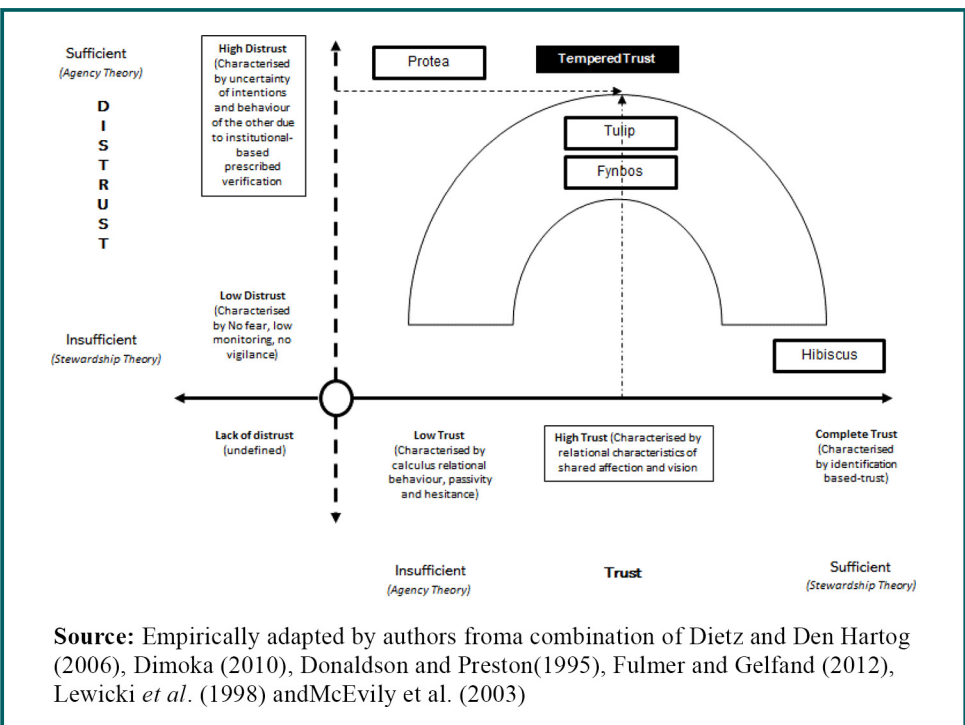 Sufficient
(Agency Theory)
D
I
S
T
R
U
S
T
Insufficient
(Stewardship Theory)
High Distrust
(Characterised
by uncertainty
of intentions
and behaviour
of the other due
to institutional-
based
prescribed
verification
Low Distrust
(Characterised
by No fear, low
monitoring, no
vigilance)
Protea
Tempered Trust
Tulip
Fynbos
Hibiscus
Lack of distrust
(undefined)
Low Trust
(Characterised by
calculus relational
behaviour, passivity
and hesitance)
High Trust (Characterised by
relational characteristics of
shared affection and vision
Complete Trust
(Characterised
by identification
based-trust)
Insufficient
(Agency Theory)
Trust
Sufficient
(Stewardship Theory)
Source: Empirically adapted by authors froma combination of Dietz and Den Hartog
(2006), Dimoka (2010), Donaldson and Preston(1995), Fulmer and Gelfand (2012),
Lewicki et al. (1998) andMcEvily et al. (2003)